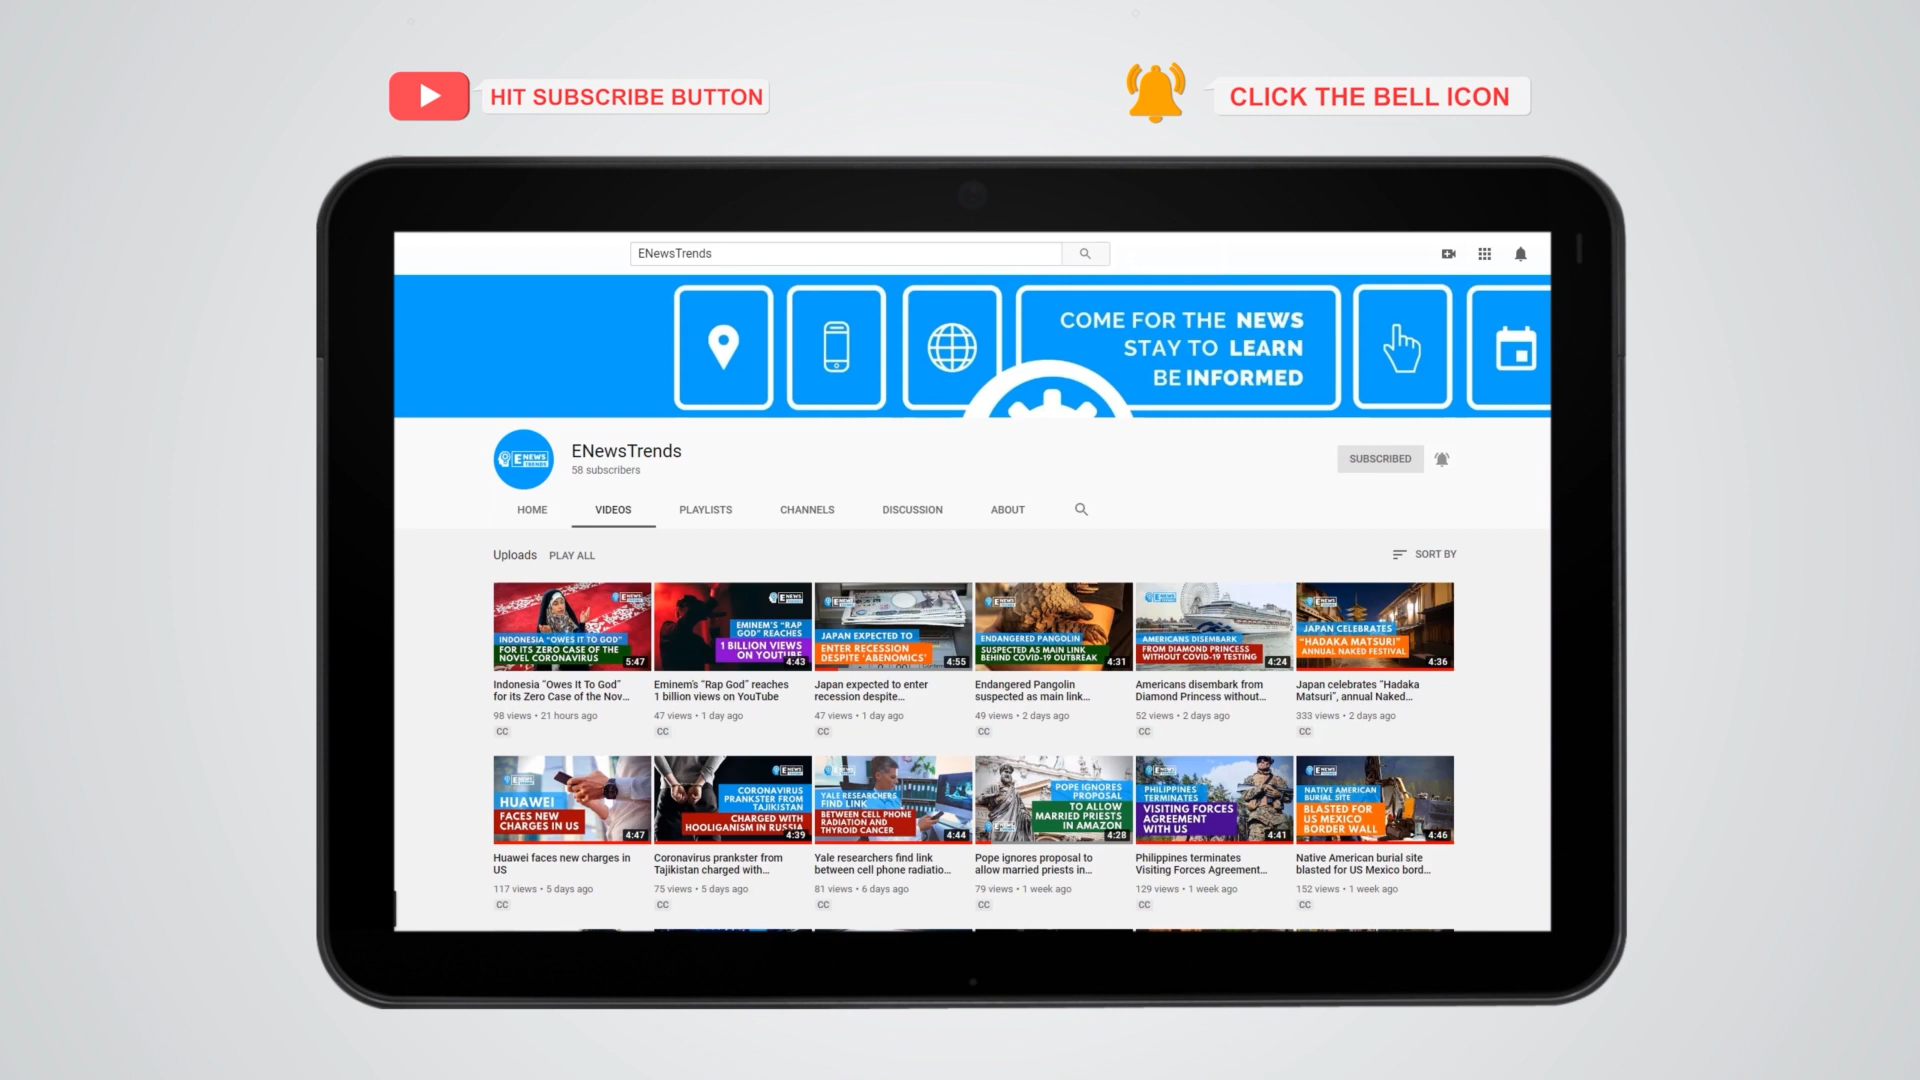 HIT SUBSCRIBE BUTTON
CLICK THE BELL ICON
ENewsTrends
COME FOR THE NEWS
STAY TO LEARN
BE INFORMED
E NEWS
TRENDS
ENewsTrends
58 subscribers
SUBSCRIBED
HOME VIDEOS PLAYLISTS CHANNELS DISCUSSION ABOUT
Uploads PLAY ALL
SORT BY
INDONESIA "OWES IT TO GOD"
FOR ITS ZERO CASE OF THE
NOVEL CORONAVIRUS
5:47
EMINEM'S "RAP
GOD" REACHES
1 BILLION VIEWS
ON YOUTUBE
4:43
JAPAN EXPECTED TO
ENTER RECESSION
DESPITE 'ABENOMICS'
4:55
ENDANGERED PANGOLIN
SUSPECTED AS MAIN LINK
BEHIND COVID-19 OUTBREAK
4:31
AMERICANS DISEMBARK
FROM DIAMOND PRINCESS
WITHOUT COVID-19 TESTING
4:24
JAPAN CELEBRATES
"HADAKA MATSURI"
ANNUAL NAKED FESTIVAL
4:36
Indonesia "Owes It To God"
for its Zero Case of the Nov...
98 views • 21 hours ago
CC
Eminem's "Rap God" reaches
1 billion views on YouTube
47 views • 1 day ago
CC
Japan expected to enter
recession despite...
47 views • 1 day ago
CC
Endangered Pangolin
suspected as main link...
49 views • 2 days ago
CC
Americans disembark from
Diamond Princess without...
52 views • 2 days ago
CC
Japan celebrates "Hadaka
Matsuri", annual Naked...
333 views • 2 days ago
CC
HUAWEI
FACES NEW
CHARGES IN US
4:47
CORONAVIRUS
PRANKSTER FROM
TAJIKISTAN
CHARGED WITH
HOOLIGANISM IN RUSSIA
4:39
YALE RESEARCHERS
FIND LINK
BETWEEN CELL PHONE
RADIATION AND
THYROID CANCER
4:44
POPE IGNORES
PROPOSAL
TO ALLOW
MARRIED PRIESTS
IN AMAZON
4:28
PHILIPPINES
TERMINATES
VISITING FORCES
AGREEMENT
WITH US
4:41
NATIVE AMERICAN
BURIAL SITE
BLASTED FOR
US MEXICO
BORDER WALL
4:46
Huawei faces new charges in
US
117 views • 5 days ago
CC
Coronavirus prankster from
Tajikistan charged with...
75 views • 5 days ago
CC
Yale researchers find link
between cell phone radiatio...
81 views • 6 days ago
CC
Pope ignores proposal to
allow married priests in...
79 views • 1 week ago
CC
Philippines terminates
Visiting Forces Agreement...
129 views • 1 week ago
CC
Native American burial site
blasted for US Mexico bord...
152 views • 1 week ago
CC